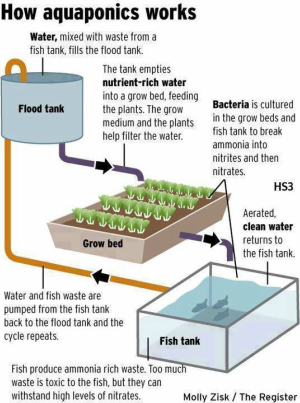 How aquaponics works
Water, mixed with waste from a
fish tank, fills the flood tank.
The tank empties
nutrient-rich water
into a grow bed, feeding
the plants. The grow
medium and the plants
help filter the water.
Flood tank
Bacteria is cultured
in the grow beds and
fish tank to break
ammonia into
nitrites and then
nitrates.
HS3
Aerated,
clean water
returns to
the fish tank.
Grow bed
Water and fish waste are
pumped from the fish tank
back to the flood tank and the
cycle repeats.
Fish tank
Fish produce ammonia rich waste. Too much
waste is toxic to the fish, but they can
withstand high levels of nitrates.
Molly Zisk / The Register